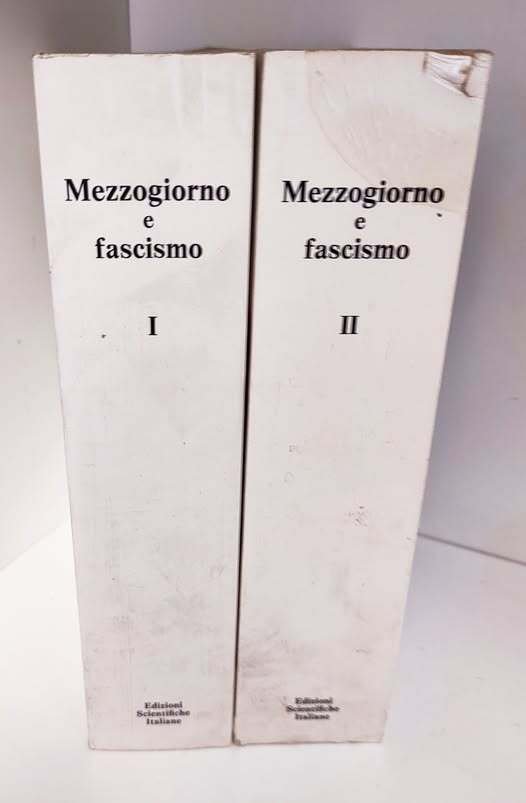 Mezzogiorno
e
fascismo
I
Edizioni
Scientifiche
Italiane
Mezzogiorno
e
fascismo
II
Edizioni
Scientifiche
Italiane